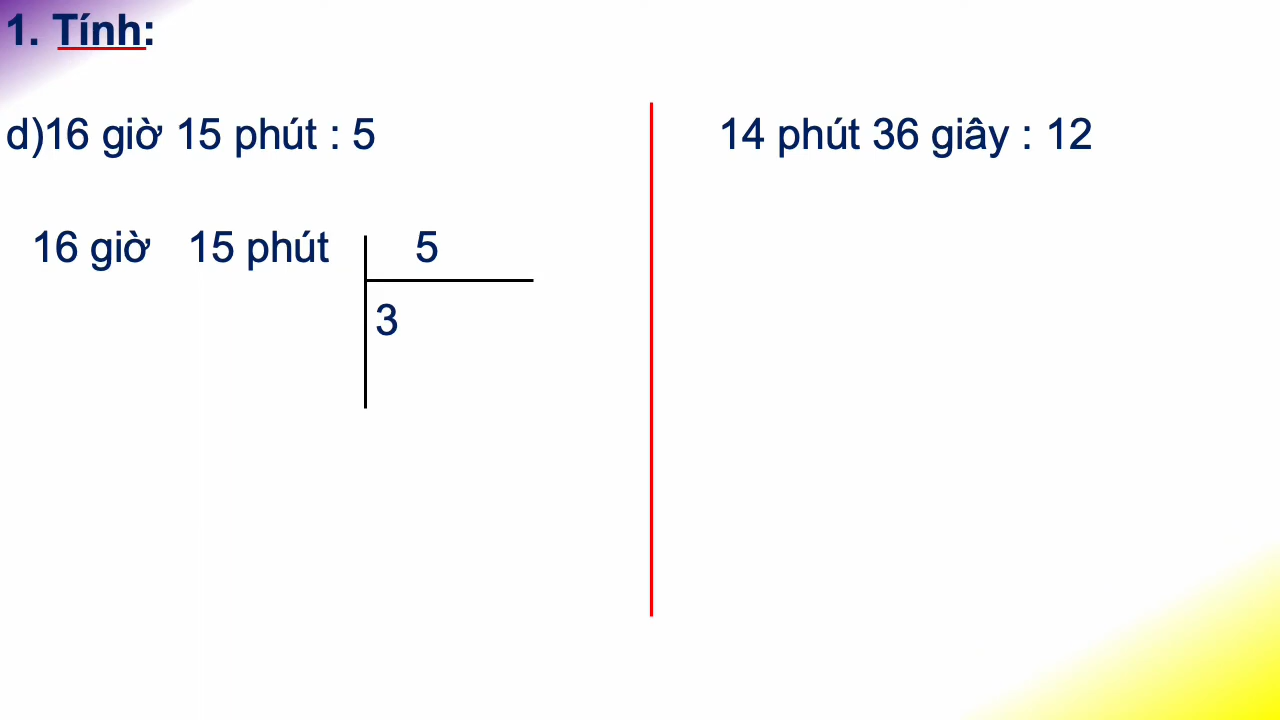 1. Tính:
d)16 giờ 15 phút : 5
16 giờ 15 phút 5
3
14 phút 36 giây : 12